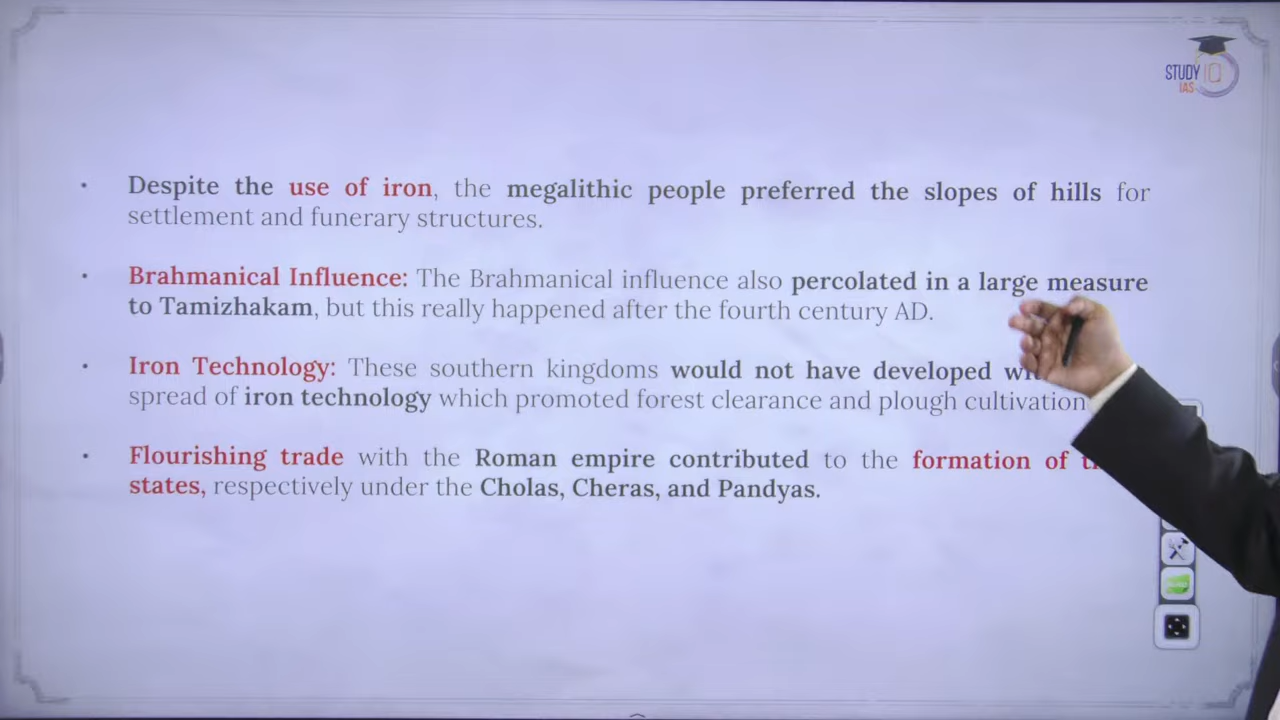 STUDY IQ
IAS
• Despite the use of iron, the megalithic people preferred the slopes of hills for
settlement and funerary structures.
• Brahmanical Influence: The Brahmanical influence also percolated in a large measure
to Tamizhakam, but this really happened after the fourth century AD.
• Iron Technology: These southern kingdoms would not have developed
spread of iron technology which promoted forest clearance and plough cultivation
• Flourishing trade with the Roman empire contributed to the formation of
states, respectively under the Cholas, Cheras, and Pandyas.